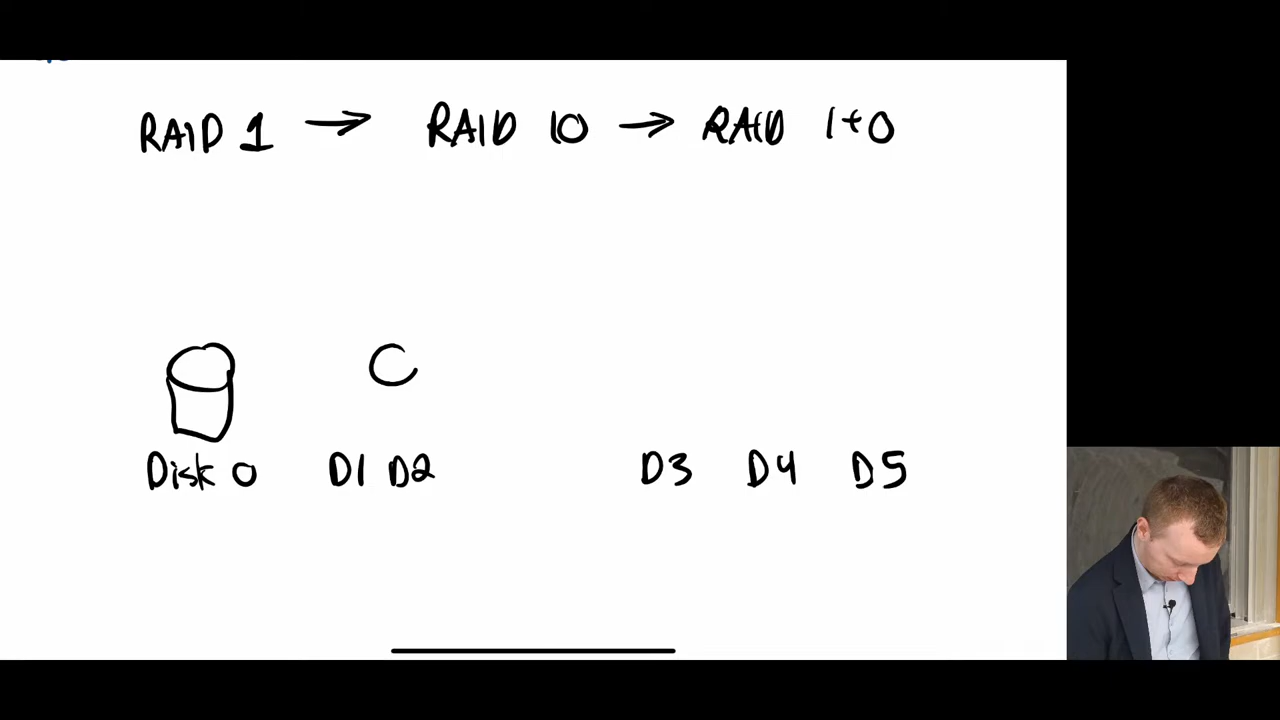 RAID 1 → RAID 10 → RAID 1+0
Disk 0 D1 D2 D3 D4 D5